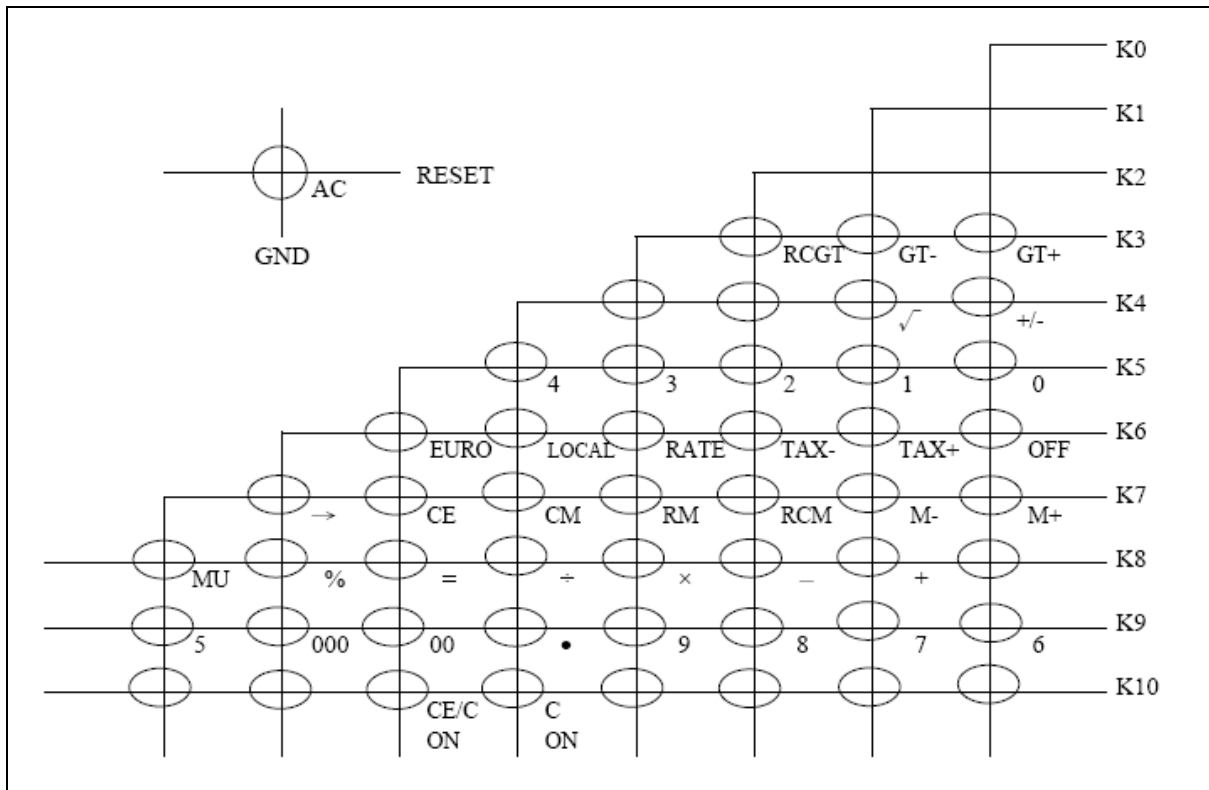 K0
K1
AC RESET K2
GND RCGT GT- GT+ K3
√ +/- K4
4 3 2 1 0 K5
EURO LOCAL RATE TAX- TAX+ OFF K6
→ CE CM RM RCM M- M+ K7
MU % = ÷ × – + K8
5 000 00 • 9 8 7 6 K9
K10
CE/C C
ON ON